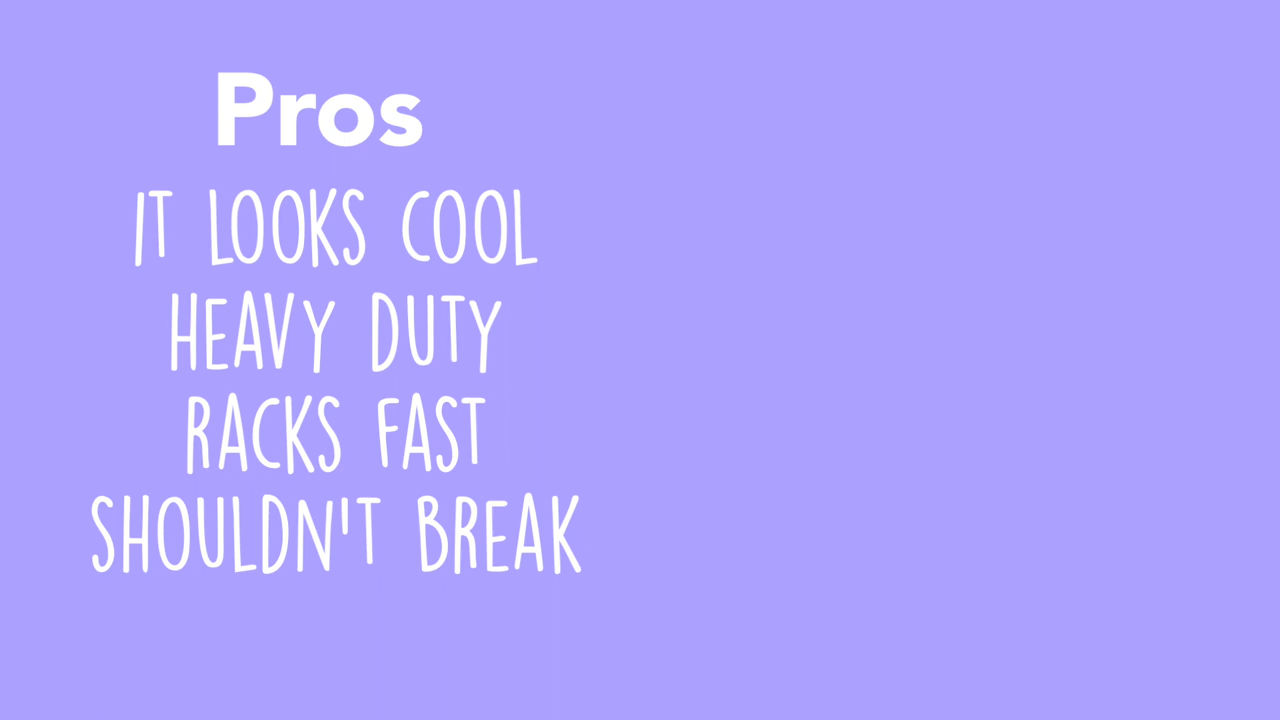 Pros
IT LOOKS COOL
HEAVY DUTY
RACKS FAST
SHOULDN'T BREAK